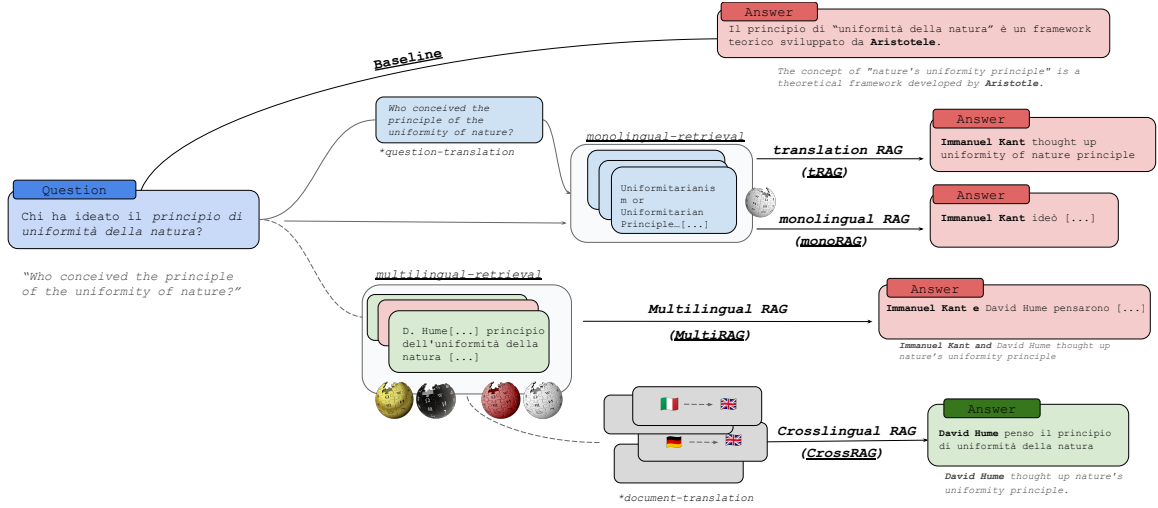 Answer
Il principio di “uniformità della natura” è un framework
teorico sviluppato da Aristotele.
The concept of "nature's uniformity principle" is a
theoretical framework developed by Aristotle.
Baseline
Who conceived the
principle of the
uniformity of nature?
*question-translation
monolingual-retrieval
Uniformitarianis
m or
Uniformitarian
Principle…[...]
translation RAG
(tRAG)
Answer
Immanuel Kant thought up
uniformity of nature principle
monolingual RAG
(monoRAG)
Answer
Immanuel Kant ideò [...]
Question
Chi ha ideato il principio di
uniformità della natura?
“Who conceived the principle
of the uniformity of nature?”
multilingual-retrieval
D. Hume[...] principio
dell'uniformità della
natura [...]
Multilingual RAG
(MultiRAG)
Answer
Immanuel Kant e David Hume pensarono [...]
Immanuel Kant and David Hume thought up
nature’s uniformity principle
Crosslingual RAG
(CrossRAG)
*document-translation
Answer
David Hume penso il principio
di uniformità della natura
David Hume thought up nature's
uniformity principle.